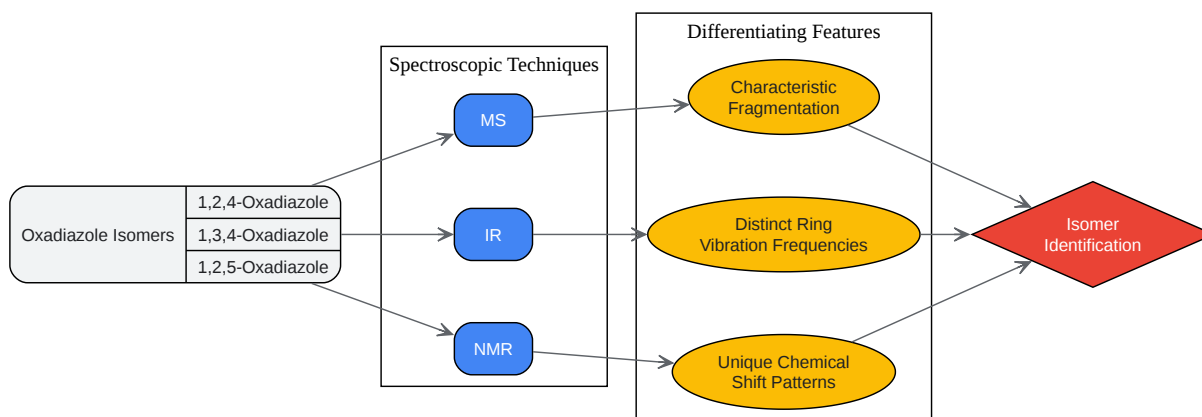 Differentiating Features
Spectroscopic Techniques
Characteristic
Fragmentation
MS
1,2,4-Oxadiazole
Oxadiazole Isomers
1,3,4-Oxadiazole
1,2,5-Oxadiazole
IR
Distinct Ring
Vibration Frequencies
Isomer
Identification
NMR
Unique Chemical
Shift Patterns